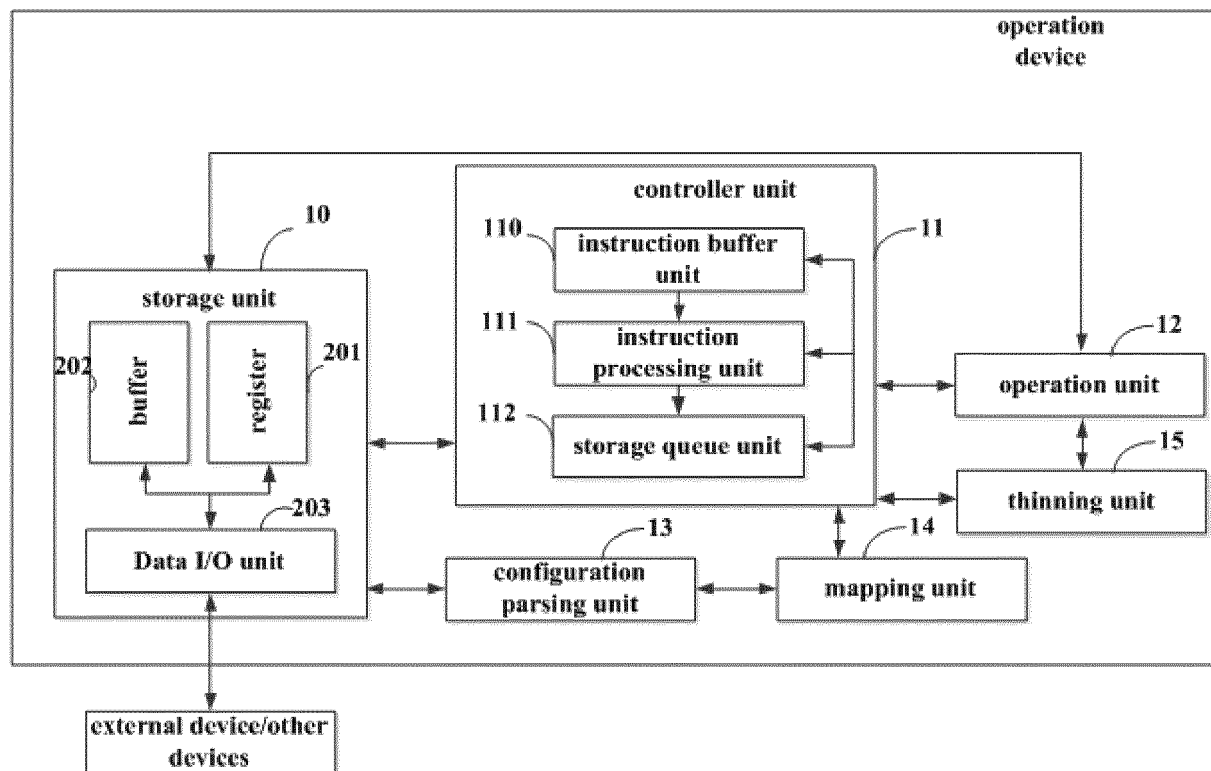 operation
device
10
controller unit
11
110
instruction buffer
unit
storage unit
111
instruction
processing unit
12
202
buffer
register
201
operation unit
112
storage queue unit
15
thinning unit
203
13
14
Data I/O unit
configuration
parsing unit
mapping unit
external device/other
devices